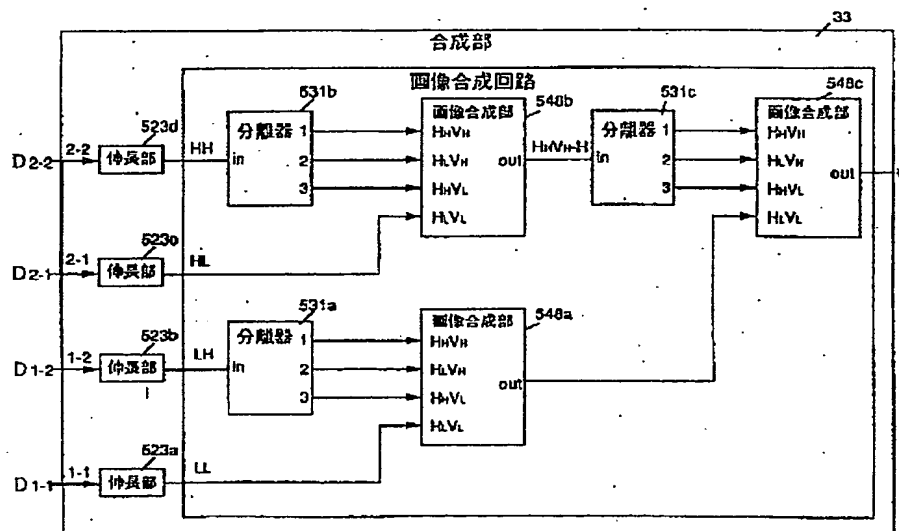 33
合成部
画像合成回路
531b
分離器
in
1
2
3
画像合成部
548b
HHVH
HLVH
HHVL
HLVL
out
HHVH-H
531c
分離器
in
1
2
3
画像合成部
548c
HHVH
HLVH
HHVL
HLVL
out
523d
D2-2
2-2
伸長部
HH
D2-1
2-1
伸長部
HL
531a
分離器
in
1
2
3
画像合成部
548a
HHVH
HLVH
HHVL
HLVL
out
523b
D1-2
1-2
伸長部
LH
523a
D1-1
1-1
伸長部
LL